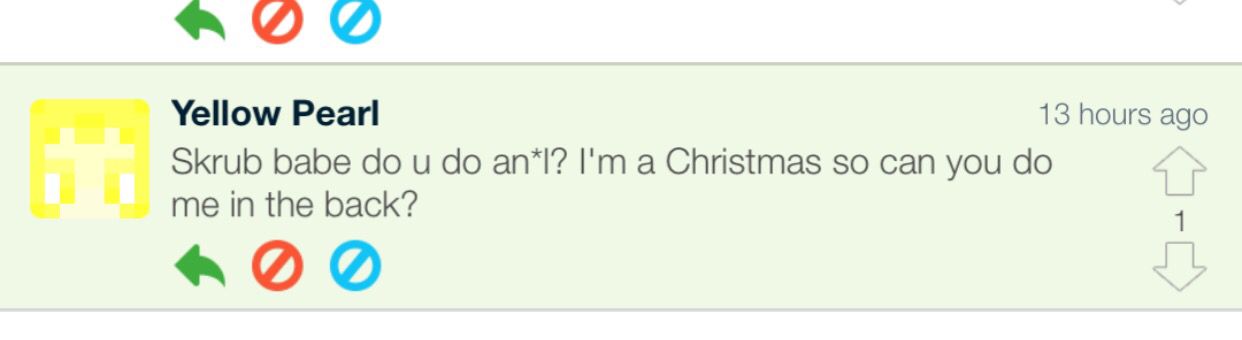 Yellow Pearl
13 hours ago
Skrub babe do u do an*l? I'm a Christmas so can you do
me in the back?
1